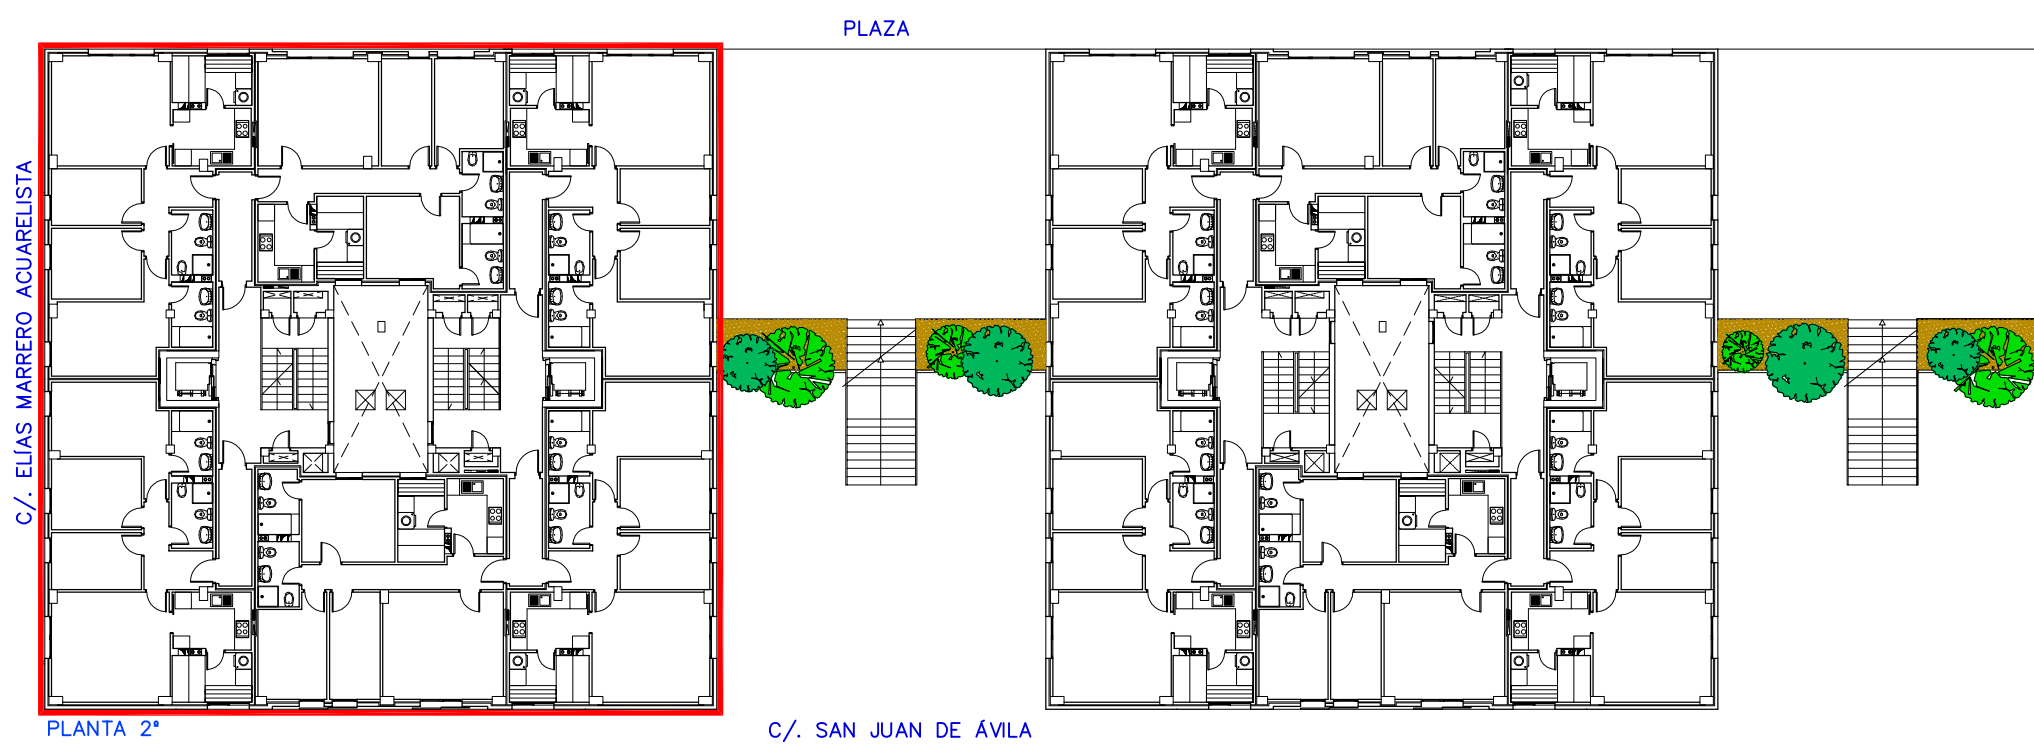 PLAZA
C/. ELÍAS MARRERO ACUARELISTA
PLANTA 2ª
C/. SAN JUAN DE ÁVILA